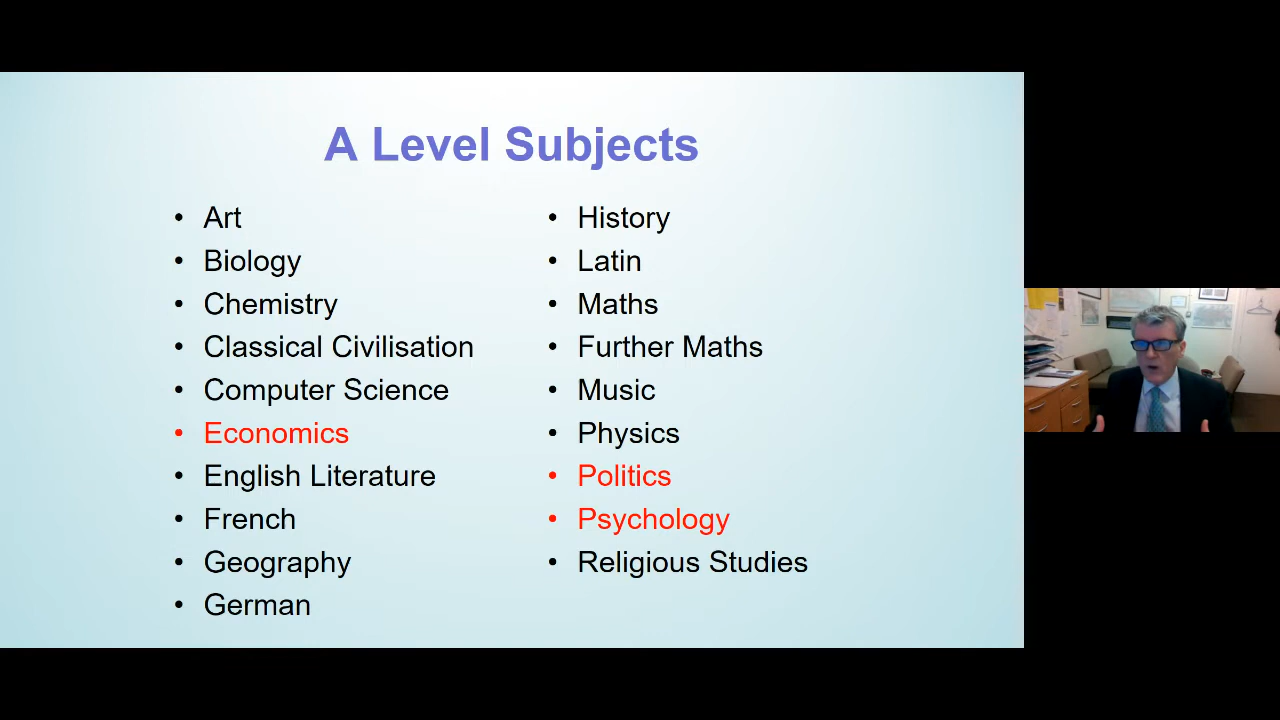 A Level Subjects
• Art
• Biology
• Chemistry
• Classical Civilisation
• Computer Science
• Economics
• English Literature
• French
• Geography
• German
• History
• Latin
• Maths
• Further Maths
• Music
• Physics
• Politics
• Psychology
• Religious Studies